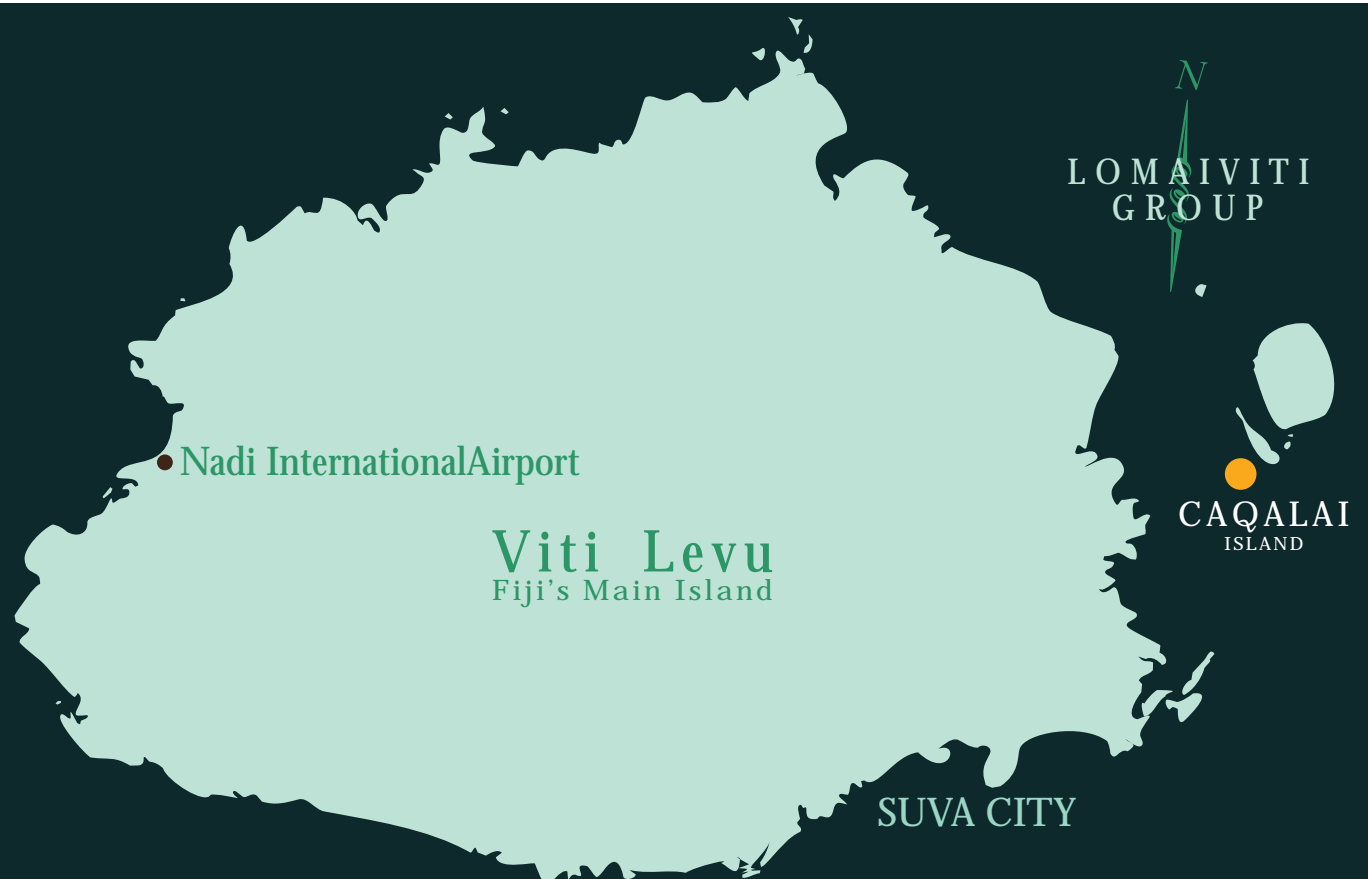 N
LOMAIVITI
GROUP
Nadi InternationalAirport
CAQALAI
ISLAND
Viti Levu
Fiji’s Main Island
SUVA CITY